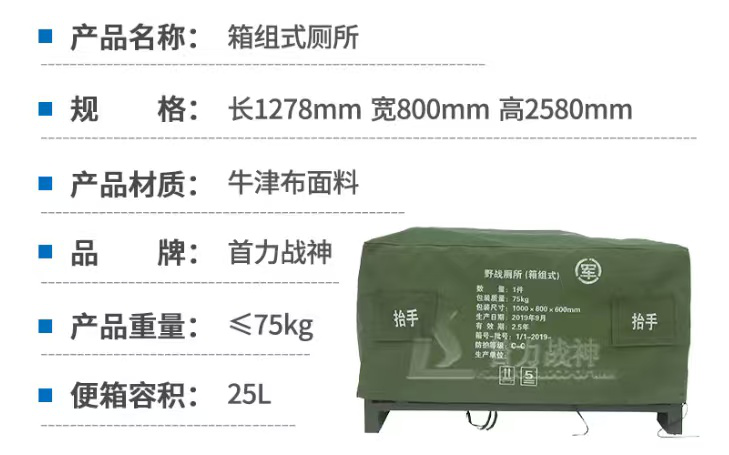 产品名称： 箱组式厕所
规 格： 长1278mm 宽800mm 高2580mm
产品材质： 牛津布面料
品 牌： 首力战神
产品重量： ≤75kg
便箱容积： 25L
野战厕所(箱组式)
军
数 量：1件
包装质量：75kg
包装尺寸：1000×800×600mm
生产日期：2019年9月
有 效 期：2.5年
箱号-批号：1/1-2019-
防护等级：C-C
生产单位：
抬手
抬手
首力战神
5